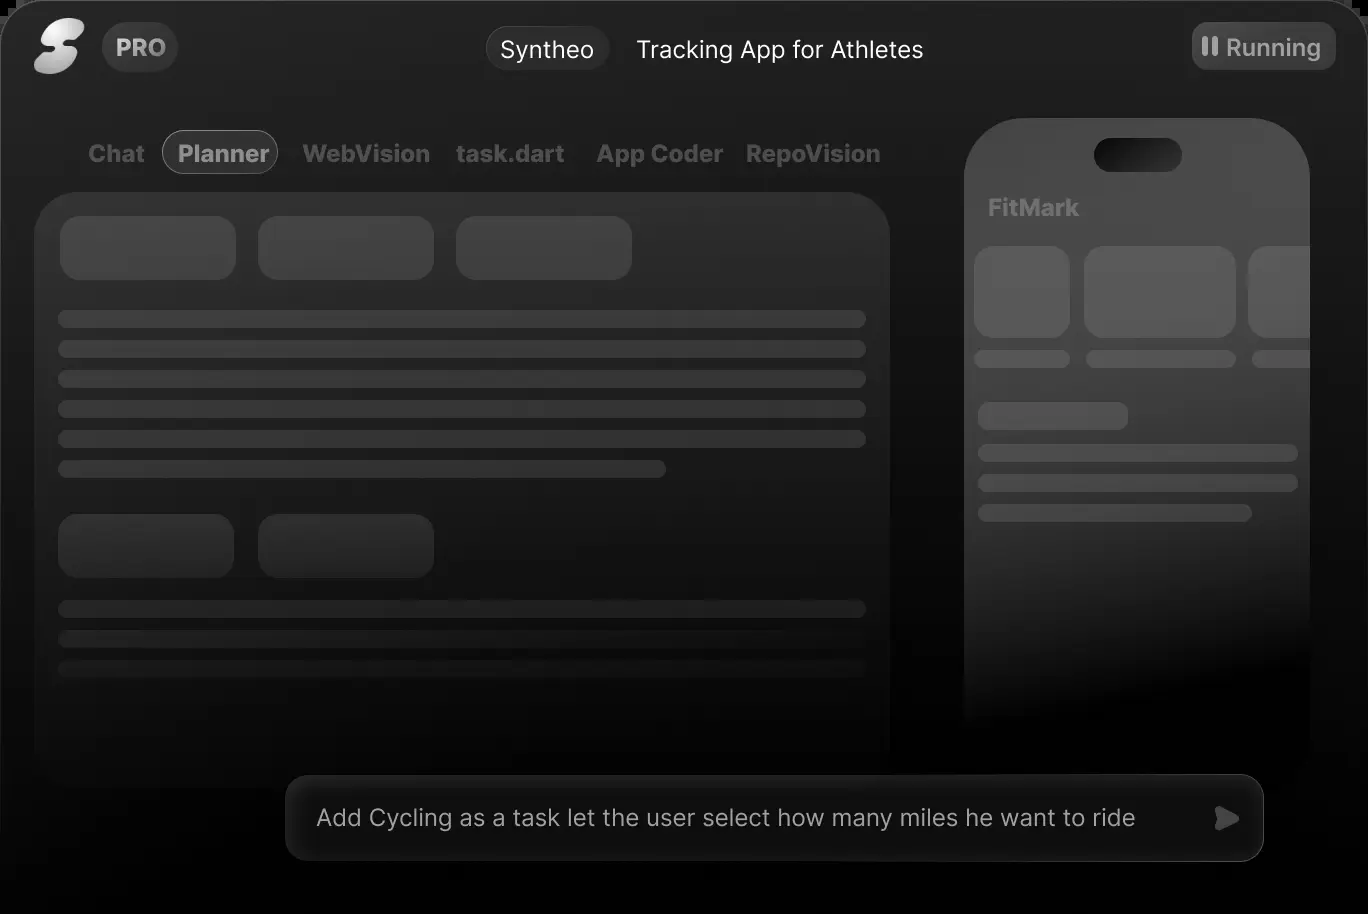 PRO
Syntheo
Tracking App for Athletes
Running
Chat
Planner
WebVision
task.dart
App Coder
RepoVision
FitMark
Add Cycling as a task let the user select how many miles he want to ride